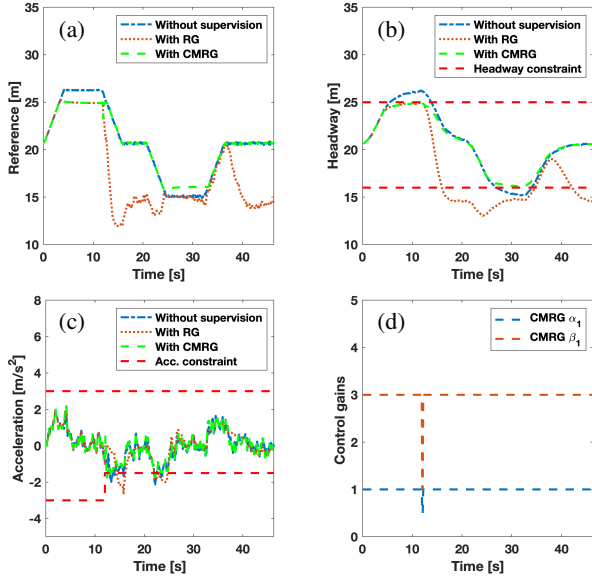 (a)
Without supervision
With RG
With CMRG
Reference [m]
35
30
25
20
15
10
0 10 20 30 40
Time [s]
(b)
Without supervision
With RG
With CMRG
Headway constraint
Headway [m]
35
30
25
20
15
10
0 10 20 30 40
Time [s]
(c)
Without supervision
With RG
With CMRG
Acc. constraint
Acceleration [m/s²]
8
6
4
2
0
-2
-4
0 10 20 30 40
Time [s]
(d)
CMRG α₁
CMRG β₁
Control gains
5
4
3
2
1
0
0 10 20 30 40
Time [s]